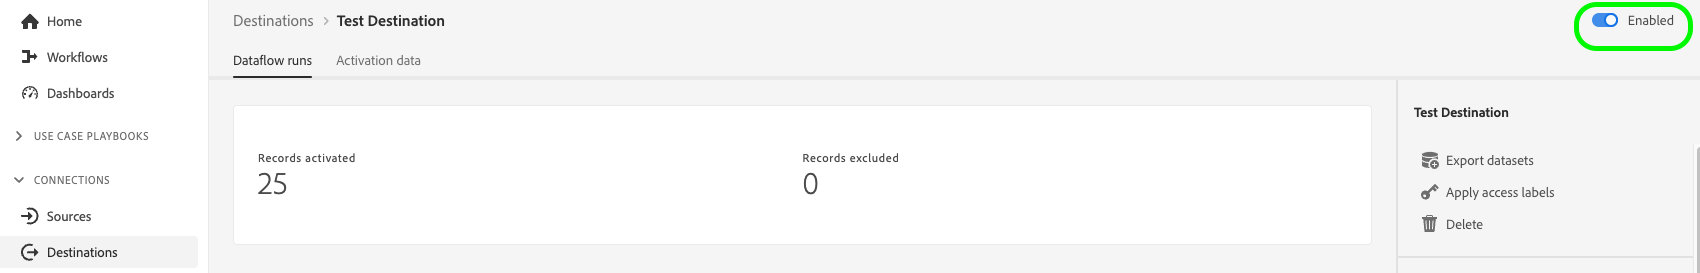 Home
Workflows
Dashboards
USE CASE PLAYBOOKS
CONNECTIONS
Sources
Destinations
Destinations > Test Destination
Enabled
Dataflow runs Activation data
Records activated
25
Records excluded
0
Test Destination
Export datasets
Apply access labels
Delete